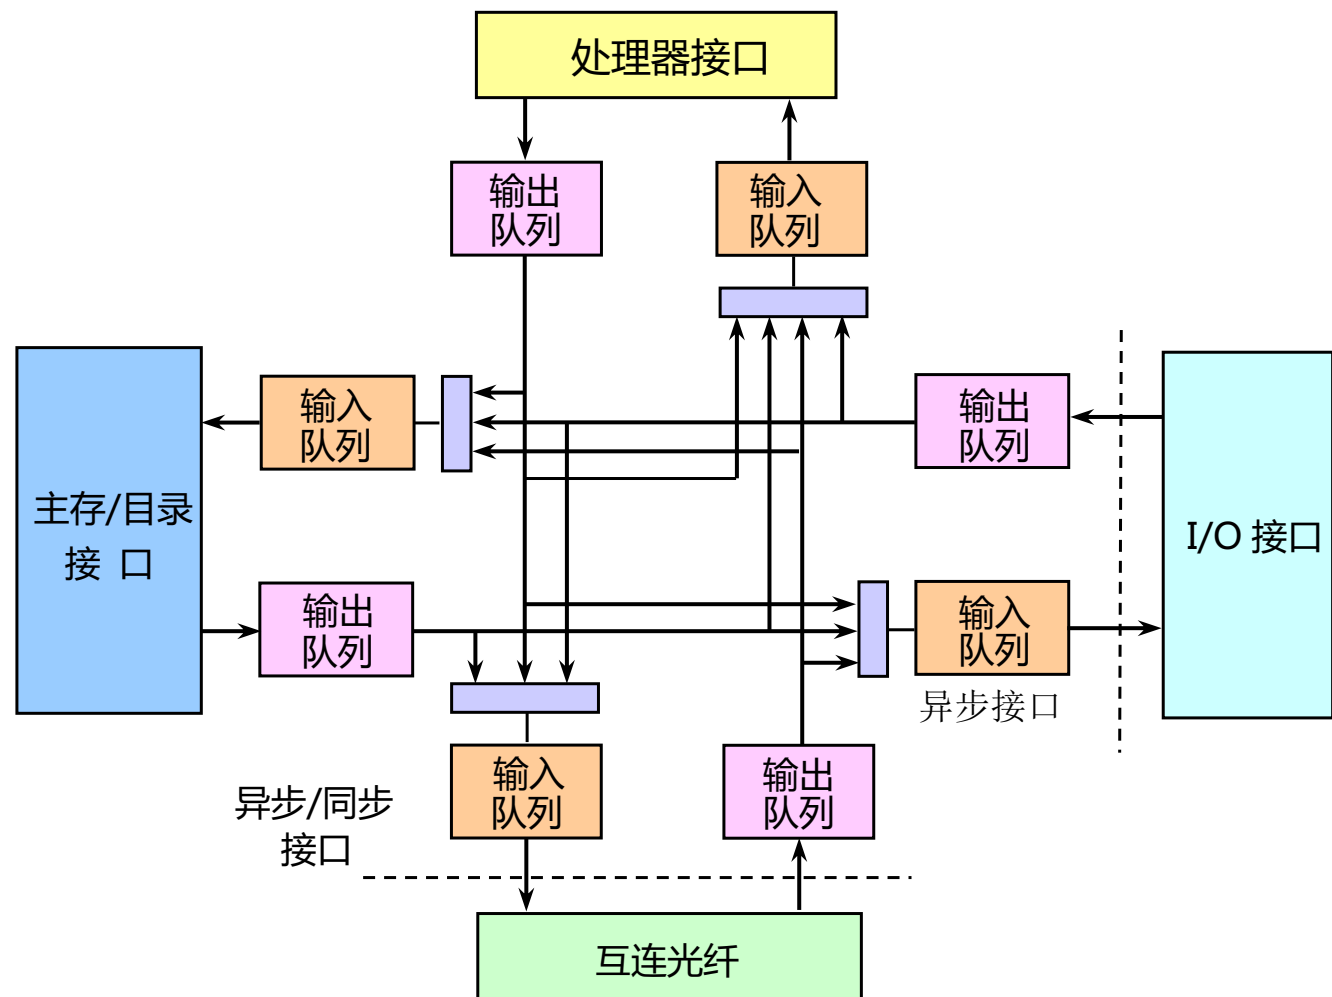 处理器接口
输出
队列
输入
队列
输入
队列
输出
队列
主存/目录
接 口
I/O 接口
输出
队列
输入
队列
异步接口
输入
队列
输出
队列
异步/同步
接口
互连光纤